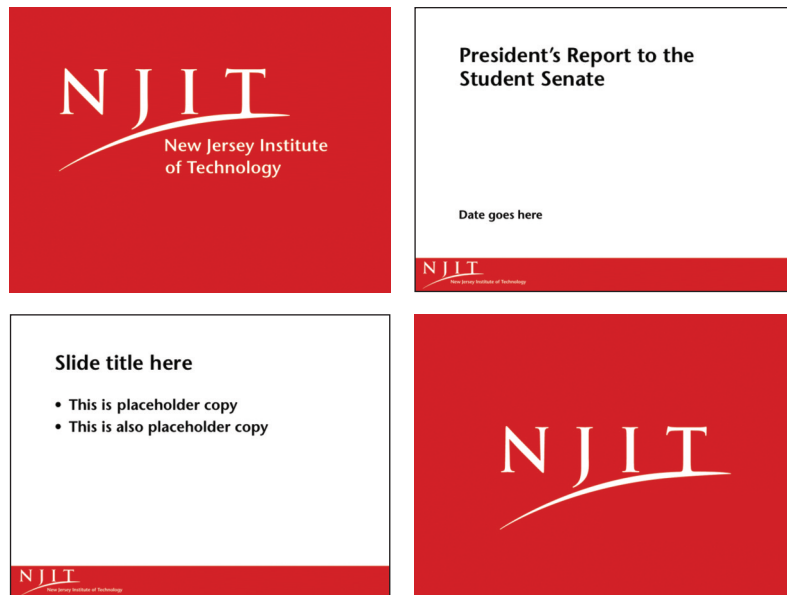 NJIT
New Jersey Institute
of Technology
President's Report to the
Student Senate
Date goes here
NJIT
New Jersey Institute of Technology
Slide title here
• This is placeholder copy
• This is also placeholder copy
NJIT
New Jersey Institute of Technology
NJIT